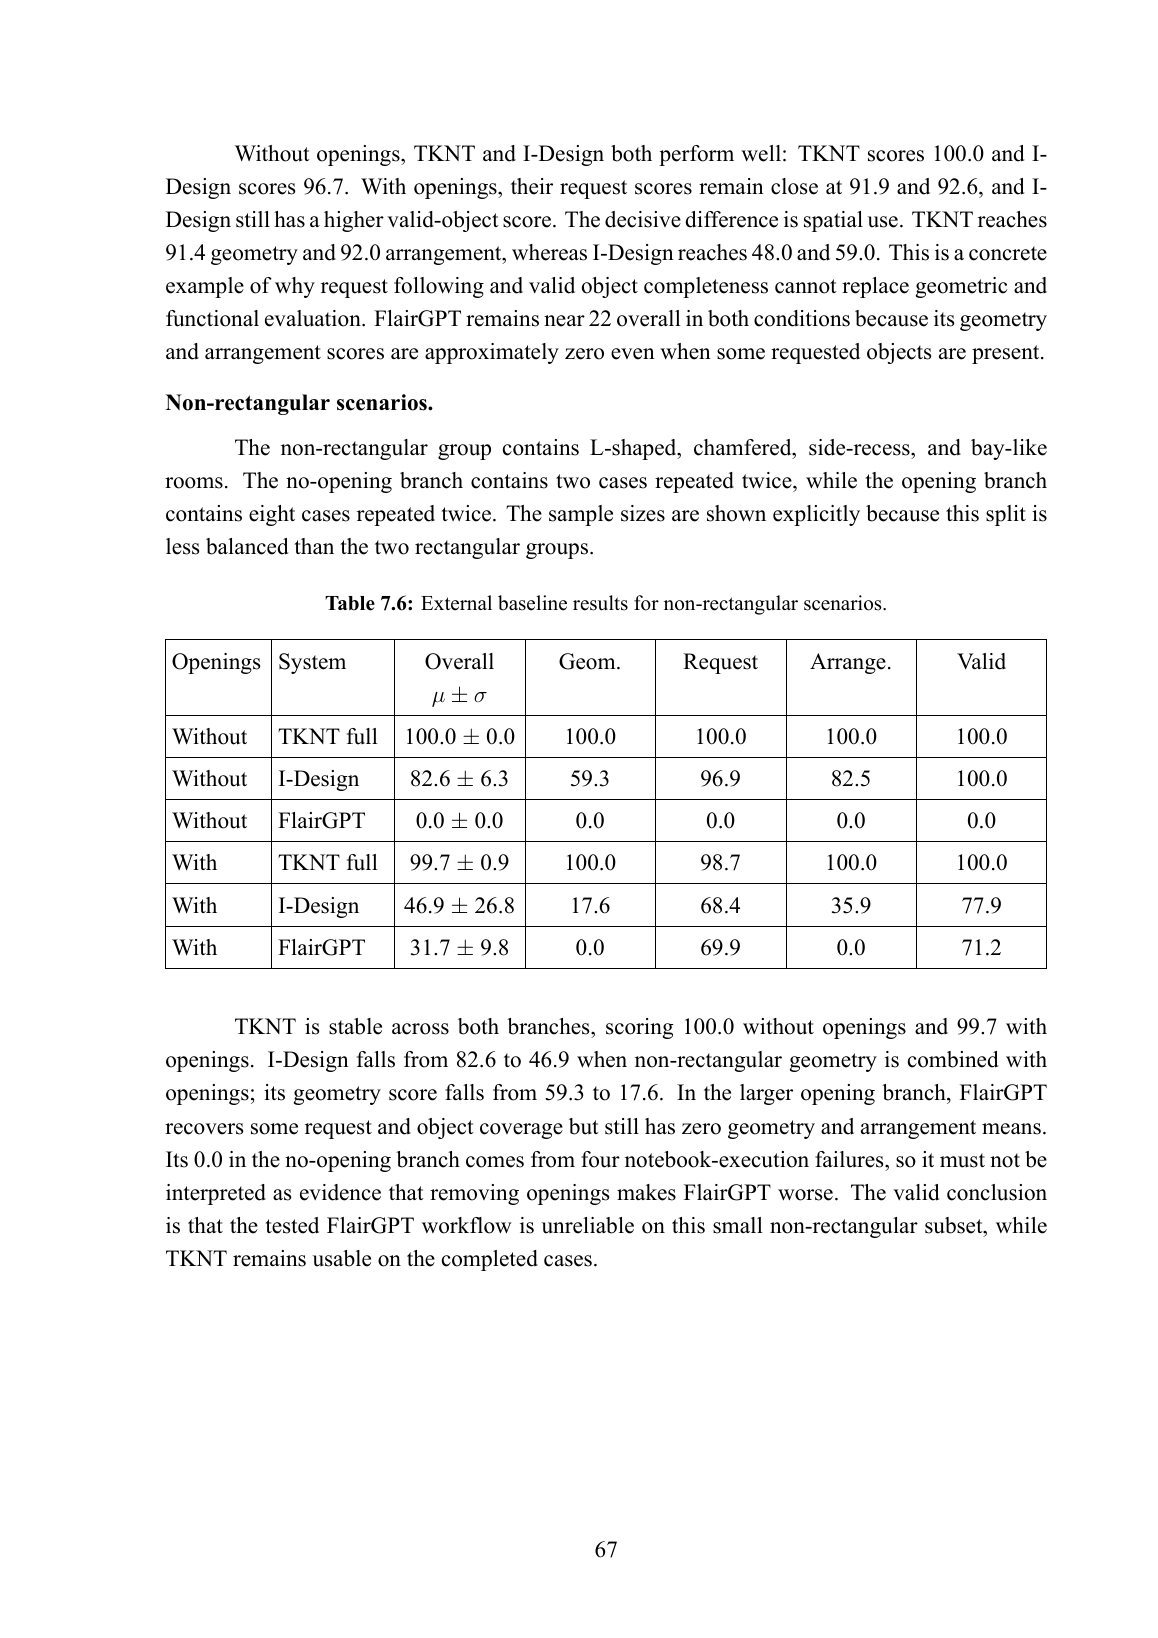 Without openings, TKNT and I-Design both perform well: TKNT scores 100.0 and I-
Design scores 96.7. With openings, their request scores remain close at 91.9 and 92.6, and I-
Design still has a higher valid-object score. The decisive difference is spatial use. TKNT reaches
91.4 geometry and 92.0 arrangement, whereas I-Design reaches 48.0 and 59.0. This is a concrete
example of why request following and valid object completeness cannot replace geometric and
functional evaluation. FlairGPT remains near 22 overall in both conditions because its geometry
and arrangement scores are approximately zero even when some requested objects are present.
Non-rectangular scenarios.
The non-rectangular group contains L-shaped, chamfered, side-recess, and bay-like
rooms. The no-opening branch contains two cases repeated twice, while the opening branch
contains eight cases repeated twice. The sample sizes are shown explicitly because this split is
less balanced than the two rectangular groups.
Table 7.6: External baseline results for non-rectangular scenarios.
Openings System Overall Geom. Request Arrange. Valid
μ ± σ
Without TKNT full 100.0 ± 0.0 100.0 100.0 100.0 100.0
Without I-Design 82.6 ± 6.3 59.3 96.9 82.5 100.0
Without FlairGPT 0.0 ± 0.0 0.0 0.0 0.0 0.0
With TKNT full 99.7 ± 0.9 100.0 98.7 100.0 100.0
With I-Design 46.9 ± 26.8 17.6 68.4 35.9 77.9
With FlairGPT 31.7 ± 9.8 0.0 69.9 0.0 71.2
TKNT is stable across both branches, scoring 100.0 without openings and 99.7 with
openings. I-Design falls from 82.6 to 46.9 when non-rectangular geometry is combined with
openings; its geometry score falls from 59.3 to 17.6. In the larger opening branch, FlairGPT
recovers some request and object coverage but still has zero geometry and arrangement means.
Its 0.0 in the no-opening branch comes from four notebook-execution failures, so it must not be
interpreted as evidence that removing openings makes FlairGPT worse. The valid conclusion
is that the tested FlairGPT workflow is unreliable on this small non-rectangular subset, while
TKNT remains usable on the completed cases.
67